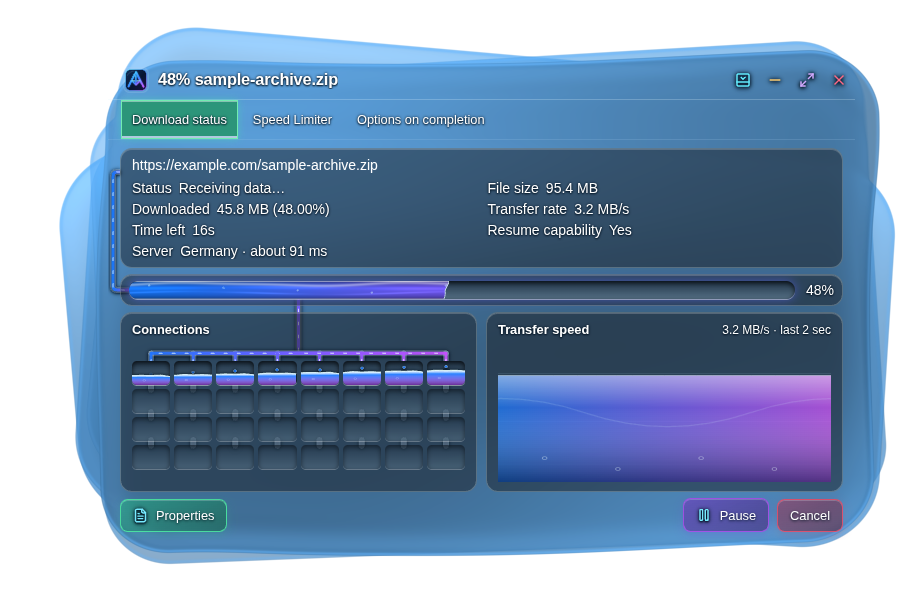 48% sample-archive.zip
Download status Speed Limiter Options on completion
https://example.com/sample-archive.zip
Status Receiving data… File size 95.4 MB
Downloaded 45.8 MB (48.00%) Transfer rate 3.2 MB/s
Time left 16s Resume capability Yes
Server Germany · about 91 ms
48%
Connections
Transfer speed 3.2 MB/s · last 2 sec
Properties Pause Cancel